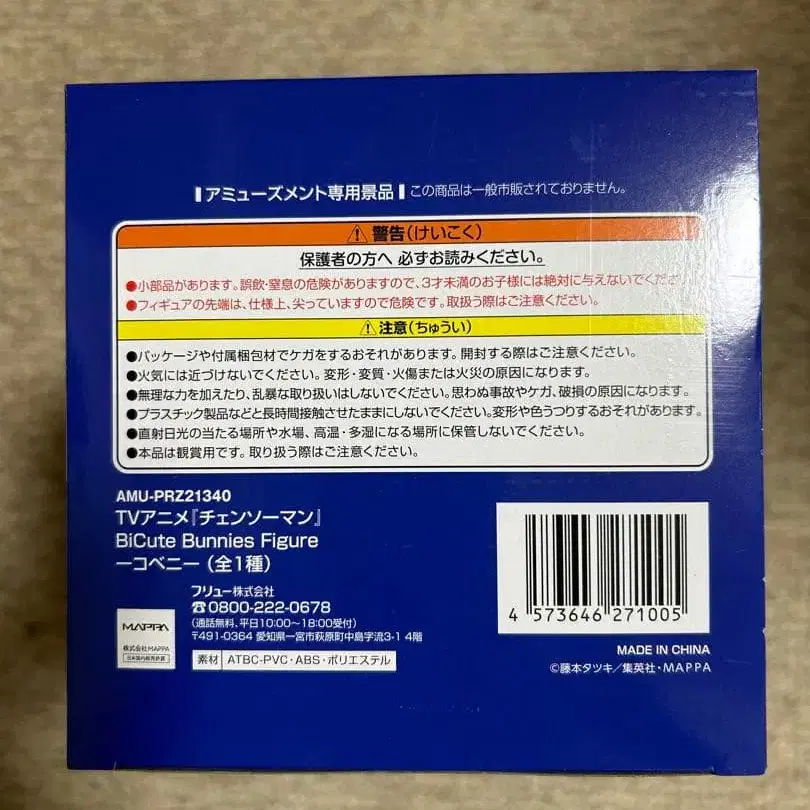 アミューズメント専用景品 この商品は一般市販されておりません。
⚠警告(けいこく)
保護者の方へ 必ずお読みください。
●小部品があります。誤飲・窒息の危険がありますので、3才未満のお子様には絶対に与えないでください。
●フィギュアの先端は、仕様上、尖っていますので危険です。取扱う際はご注意ください。
⚠注意(ちゅうい)
●パッケージや付属梱包材でケガをするおそれがあります。開封する際はご注意ください。
●火気には近づけないでください。変形・変質・火傷または火災の原因になります。
●無理な力を加えたり、乱暴な取り扱いはしないでください。思わぬ事故やケガ、破損の原因になります。
●プラスチック製品などと長時間接触させたままにしないでください。変形や色うつりするおそれがあります。
●直射日光の当たる場所や水場、高温・多湿になる場所に保管しないでください。
●本品は観賞用です。取り扱う際はご注意ください。
AMU-PRZ21340
TVアニメ『チェンソーマン』
BiCute Bunnies Figure
ーコベニー(全1種)
フリュー株式会社
☎0800-222-0678
(通話無料、平日10:00~18:00受付)
〒491-0364 愛知県一宮市萩原町中島字流3-1 4階
MAPPA
株式会社MAPPA
日本国内販売許諾
素材 ATBC-PVC・ABS・ポリエステル
4 573646 271005
MADE IN CHINA
©藤本タツキ/集英社・MAPPA